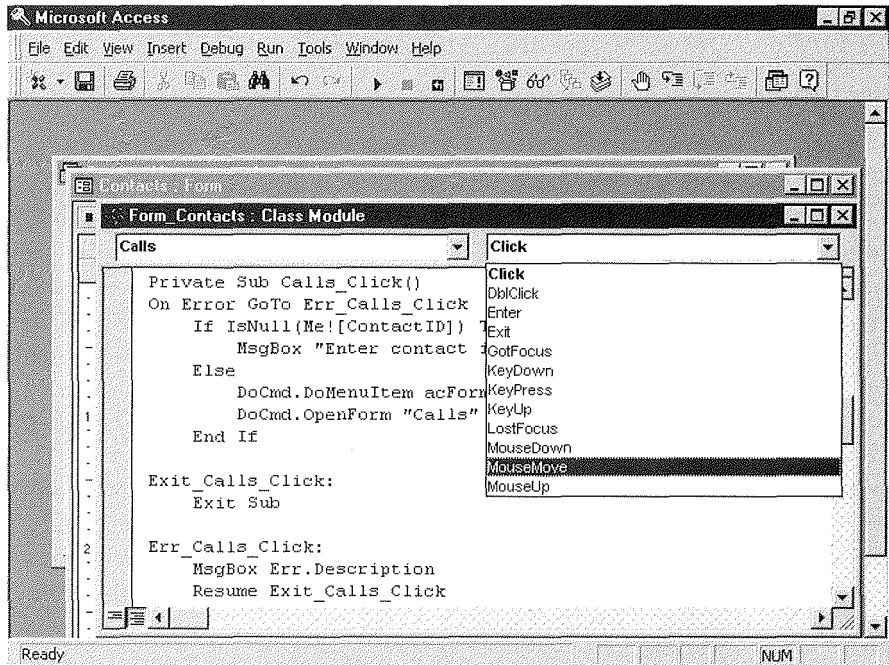 Microsoft Access
File Edit View Insert Debug Run Tools Window Help
Contacts : Form
Form_Contacts : Class Module
Calls
Click
Click
DblClick
Enter
Exit
GotFocus
KeyDown
KeyPress
KeyUp
LostFocus
MouseDown
MouseMove
MouseUp
Private Sub Calls_Click()
On Error GoTo Err_Calls_Click
If IsNull(Me![ContactID])
MsgBox "Enter contact
Else
DoCmd.DoMenuItem acForm
DoCmd.OpenForm "Calls"
End If
Exit_Calls_Click:
Exit Sub
Err_Calls_Click:
MsgBox Err.Description
Resume Exit_Calls_Click
1
2
Ready
NUM